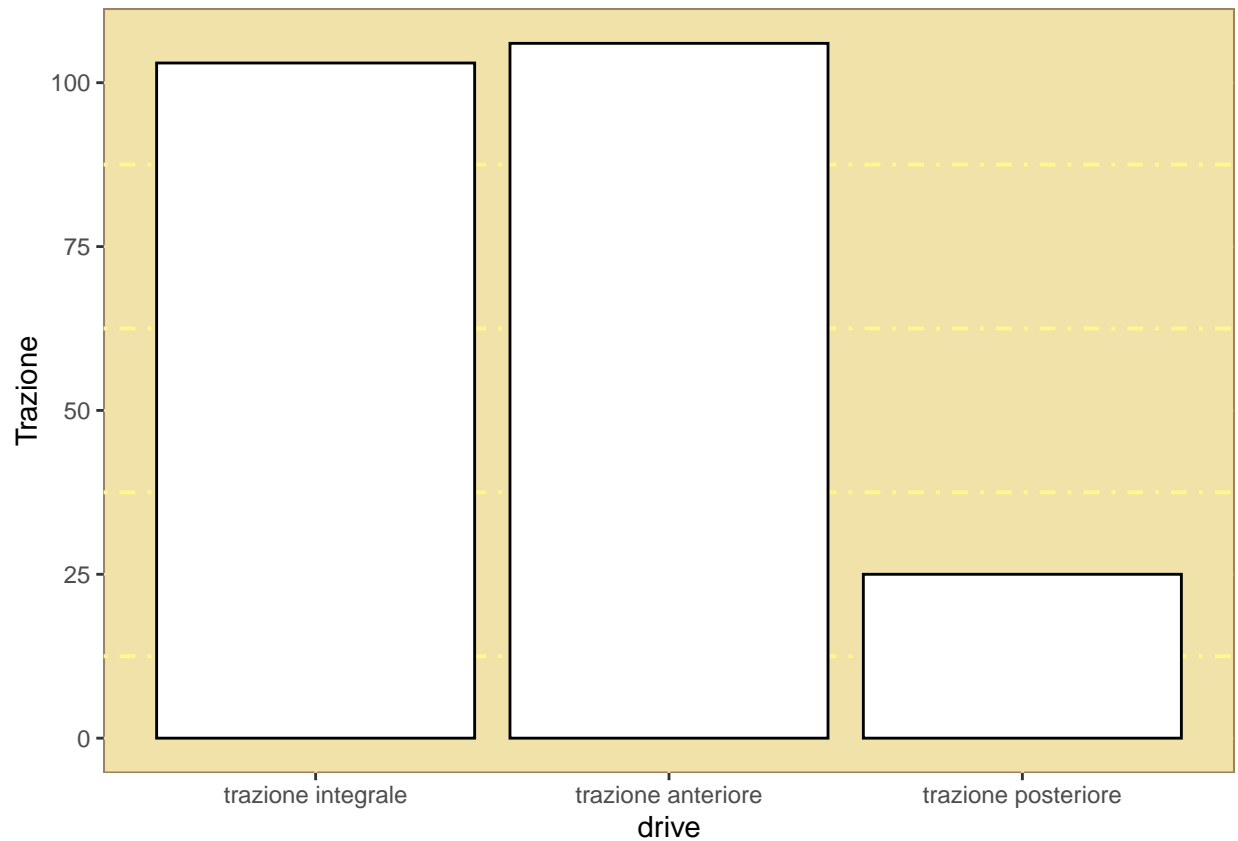 Trazione
100
75
50
25
0
trazione integrale
trazione anteriore
trazione posteriore
drive